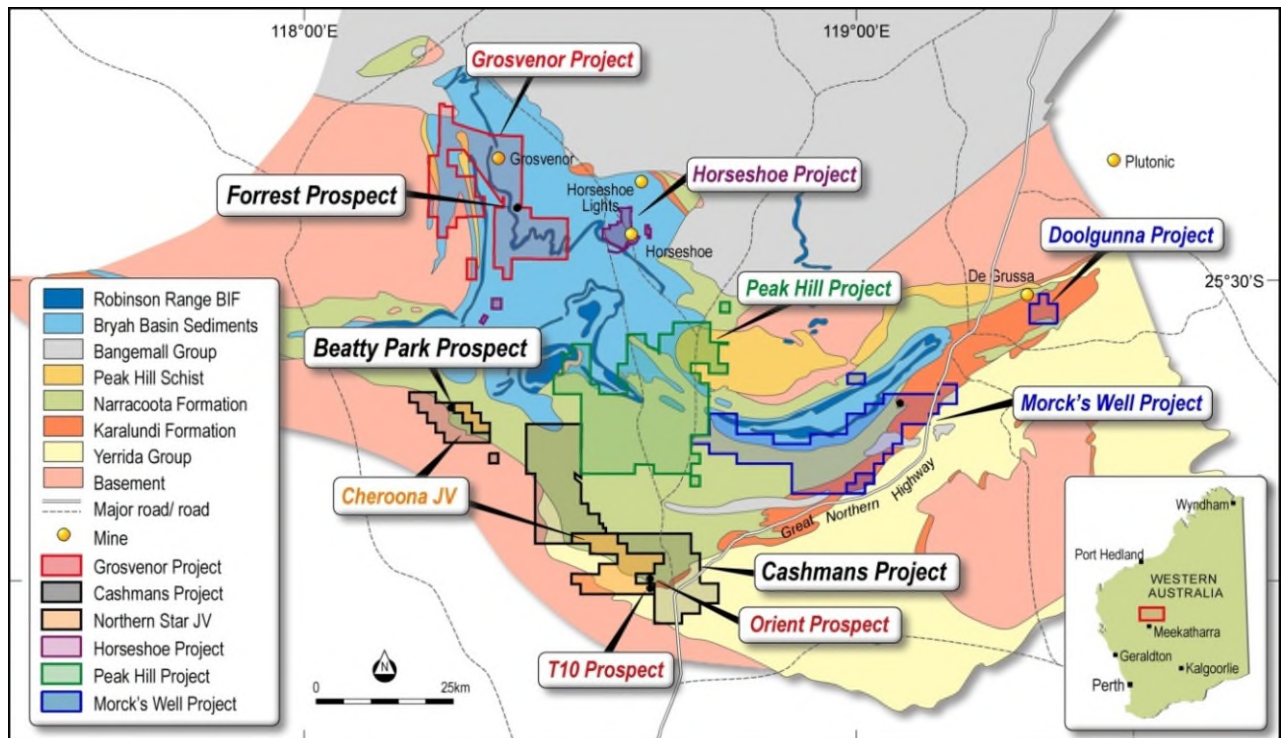 118°00'E
119°00'E
Grosvenor Project
Grosvenor
Plutonic
Forrest Prospect
Horseshoe
Lights
Horseshoe Project
Horseshoe
Doolgunna Project
De Grussa
25°30'S
Peak Hill Project
Beatty Park Prospect
Morck's Well Project
Cheroona JV
Great Northern Highway
Cashmans Project
Orient Prospect
T10 Prospect
Robinson Range BIF
Bryah Basin Sediments
Bangemall Group
Peak Hill Schist
Narracoota Formation
Karalundi Formation
Yerrida Group
Basement
Major road/ road
Mine
Grosvenor Project
Cashmans Project
Northern Star JV
Horseshoe Project
Peak Hill Project
Morck's Well Project
N
0 25km
Wyndham
Port Hedland
WESTERN
AUSTRALIA
Meekatharra
Geraldton
Kalgoorlie
Perth